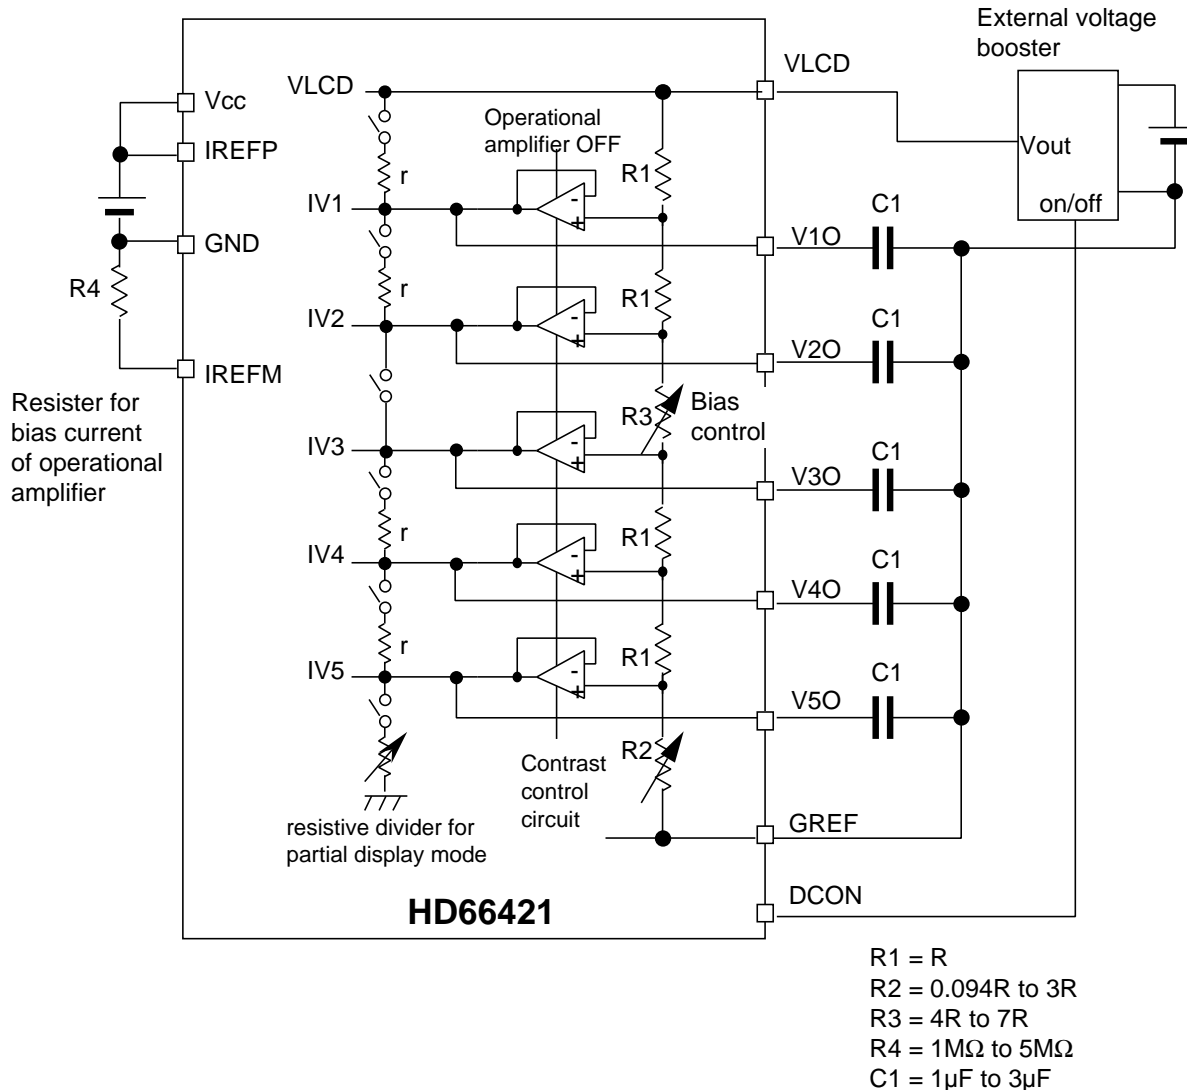 External voltage
booster
VLCD
VLCD
Vcc
Operational
amplifier OFF
IREFP
R1
Vout
r
IV1
-
+
C1
on/off
GND
V1O
R4
r
R1
IV2
-
+
C1
V2O
IREFM
Resister for
bias current
of operational
amplifier
R3
Bias
control
IV3
-
+
C1
V3O
r
R1
IV4
-
+
C1
V4O
r
R1
IV5
-
+
C1
V5O
R2
Contrast
control
circuit
resistive divider for
partial display mode
GREF
DCON
HD66421
R1 = R
R2 = 0.094R to 3R
R3 = 4R to 7R
R4 = 1MΩ to 5MΩ
C1 = 1µF to 3µF